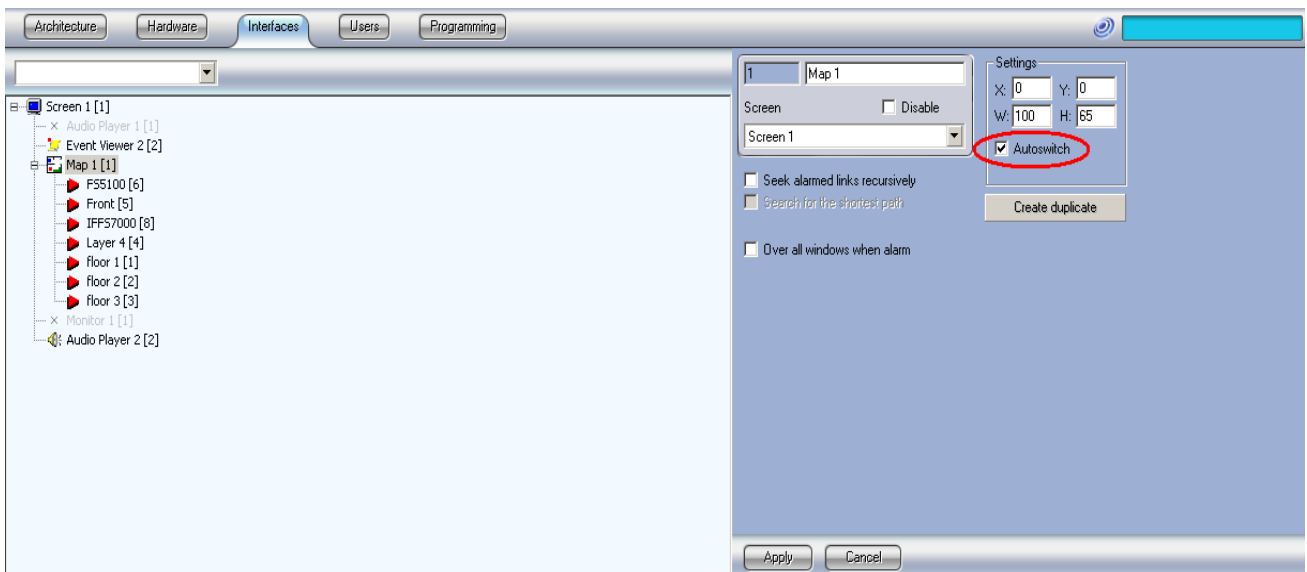 Architecture Hardware Interfaces Users Programming
Screen 1 [1]
Audio Player 1 [1]
Event Viewer 2 [2]
Map 1 [1]
FS5100 [6]
Front [5]
IFFS7000 [8]
Layer 4 [4]
floor 1 [1]
floor 2 [2]
floor 3 [3]
Monitor 1 [1]
Audio Player 2 [2]
1 Map 1
Screen Disable
Screen 1
Seek alarmed links recursively
Search for the shortest path
Over all windows when alarm
Settings
X: 0 Y: 0
W: 100 H: 65
Autoswitch
Create duplicate
Apply Cancel